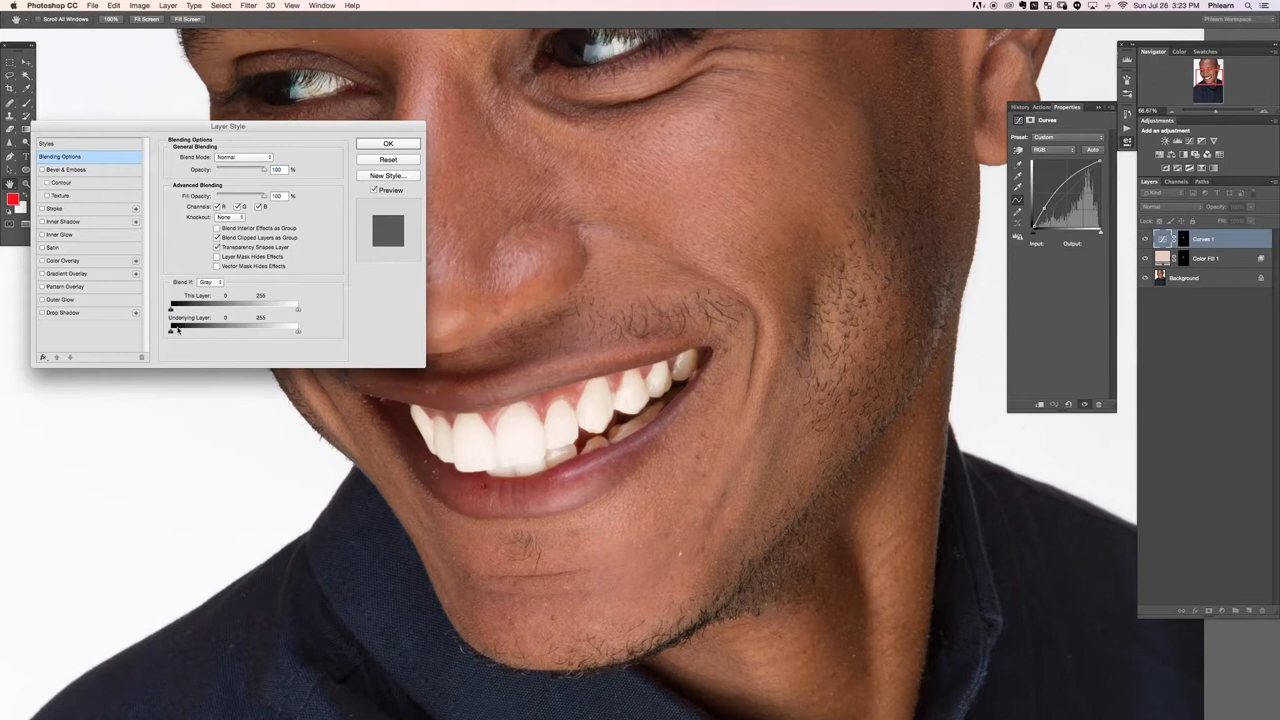 Photoshop CC File Edit Image Layer Type Select Filter 3D View Window Help
Sun Jul 26 3:23 PM Phlearn
Scroll All Windows 100% Fit Screen Fill Screen
Phlearn Workspace
Layer Style
Styles
Blending Options
Bevel & Emboss
Contour
Texture
Stroke
Inner Shadow
Inner Glow
Satin
Color Overlay
Gradient Overlay
Pattern Overlay
Outer Glow
Drop Shadow
fx
Blending Options
General Blending
Blend Mode: Normal
Opacity: 100 %
Advanced Blending
Fill Opacity: 100 %
Channels: R G B
Knockout: None
Blend Interior Effects as Group
Blend Clipped Layers as Group
Transparency Shapes Layer
Layer Mask Hides Effects
Vector Mask Hides Effects
Blend If: Gray
This Layer: 0 255
Underlying Layer: 0 255
OK
Reset
New Style...
Preview
History Actions Properties
Curves
Preset: Custom
RGB Auto
Input: Output:
Navigator Color Swatches
66.67%
Adjustments
Add an adjustment
Layers Channels Paths
Kind
Normal Opacity: 100%
Lock: Fill: 100%
Curves 1
Color Fill 1
Background
fx